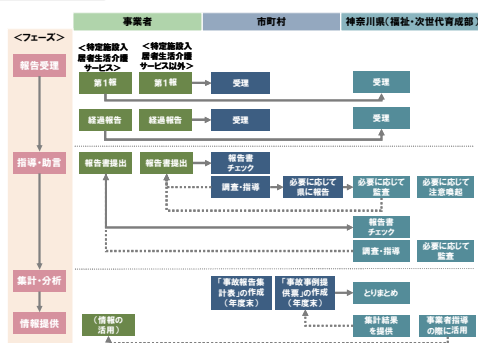 事業者
市町村
神奈川県(福祉・次世代育成部)
<フェーズ>
<特定施設入
居者生活介護
サービス>
<特定施設入
居者生活介護
サービス以外>
報告受理
第1報
第1報
受理
受理
経過報告
経過報告
受理
受理
指導・助言
報告書提出
報告書提出
報告書
チェック
調査・指導
必要に応じて
県に報告
必要に応じて
監査
必要に応じて
注意喚起
報告書
チェック
調査・指導
必要に応じて
監査
集計・分析
「事故報告集
計表」の作成
(年度末)
「事故事例提
供票」の作成
(年度末)
とりまとめ
情報提供
(情報の
活用)
集計結果
を提供
事業者指導
の際に活用